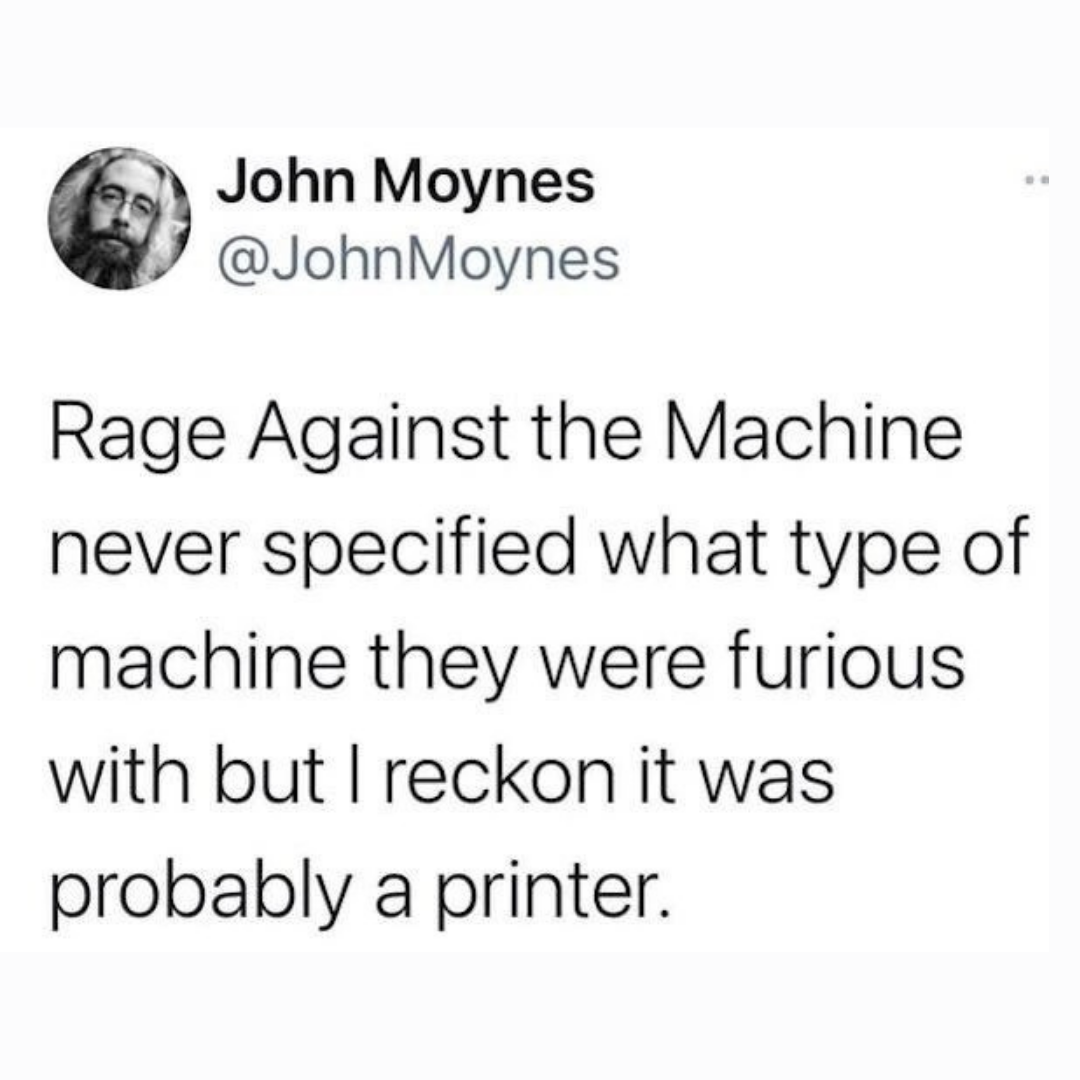 John Moynes
@JohnMoynes
Rage Against the Machine
never specified what type of
machine they were furious
with but I reckon it was
probably a printer.